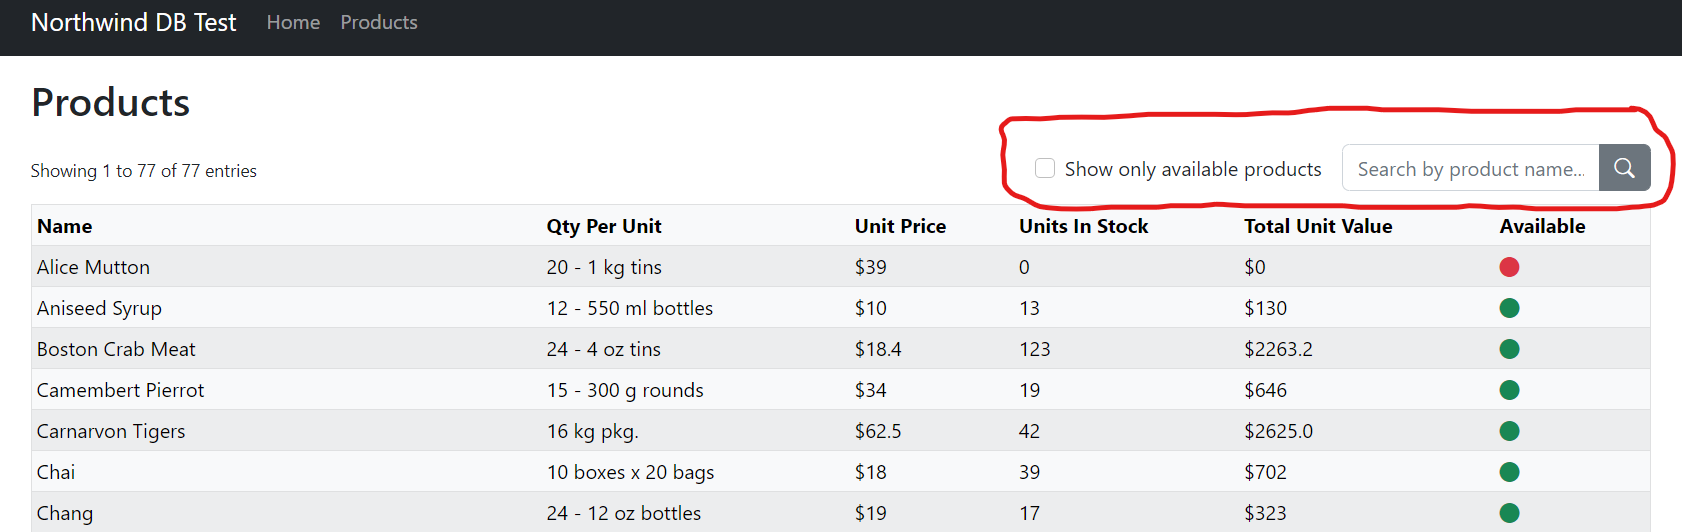 Northwind DB Test Home Products
Products
Showing 1 to 77 of 77 entries Show only available products Search by product name...
Name Qty Per Unit Unit Price Units In Stock Total Unit Value Available
Alice Mutton 20 - 1 kg tins $39 0 $0
Aniseed Syrup 12 - 550 ml bottles $10 13 $130
Boston Crab Meat 24 - 4 oz tins $18.4 123 $2263.2
Camembert Pierrot 15 - 300 g rounds $34 19 $646
Carnarvon Tigers 16 kg pkg. $62.5 42 $2625.0
Chai 10 boxes x 20 bags $18 39 $702
Chang 24 - 12 oz bottles $19 17 $323